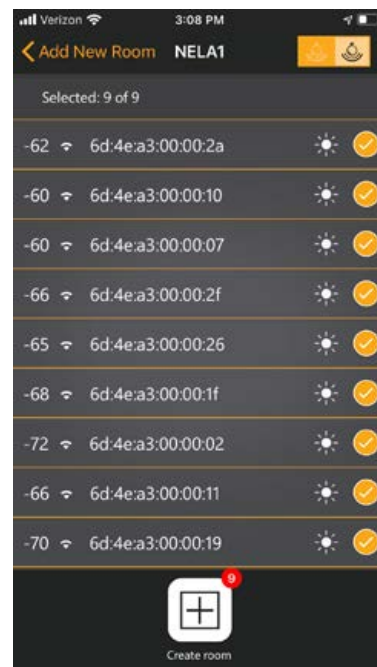 Verizon 3:08 PM
Add New Room NELA1
Selected: 9 of 9
-62 6d:4e:a3:00:00:2a
-60 6d:4e:a3:00:00:10
-60 6d:4e:a3:00:00:07
-66 6d:4e:a3:00:00:2f
-65 6d:4e:a3:00:00:26
-68 6d:4e:a3:00:00:1f
-72 6d:4e:a3:00:00:02
-66 6d:4e:a3:00:00:11
-70 6d:4e:a3:00:00:19
9
Create room